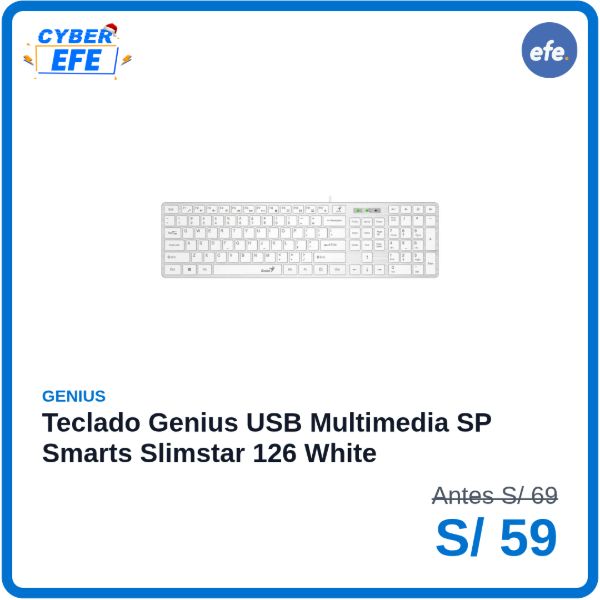 CYBER
EFE
efe.
GENIUS
Teclado Genius USB Multimedia SP
Smarts Slimstar 126 White
Antes S/ 69
S/ 59